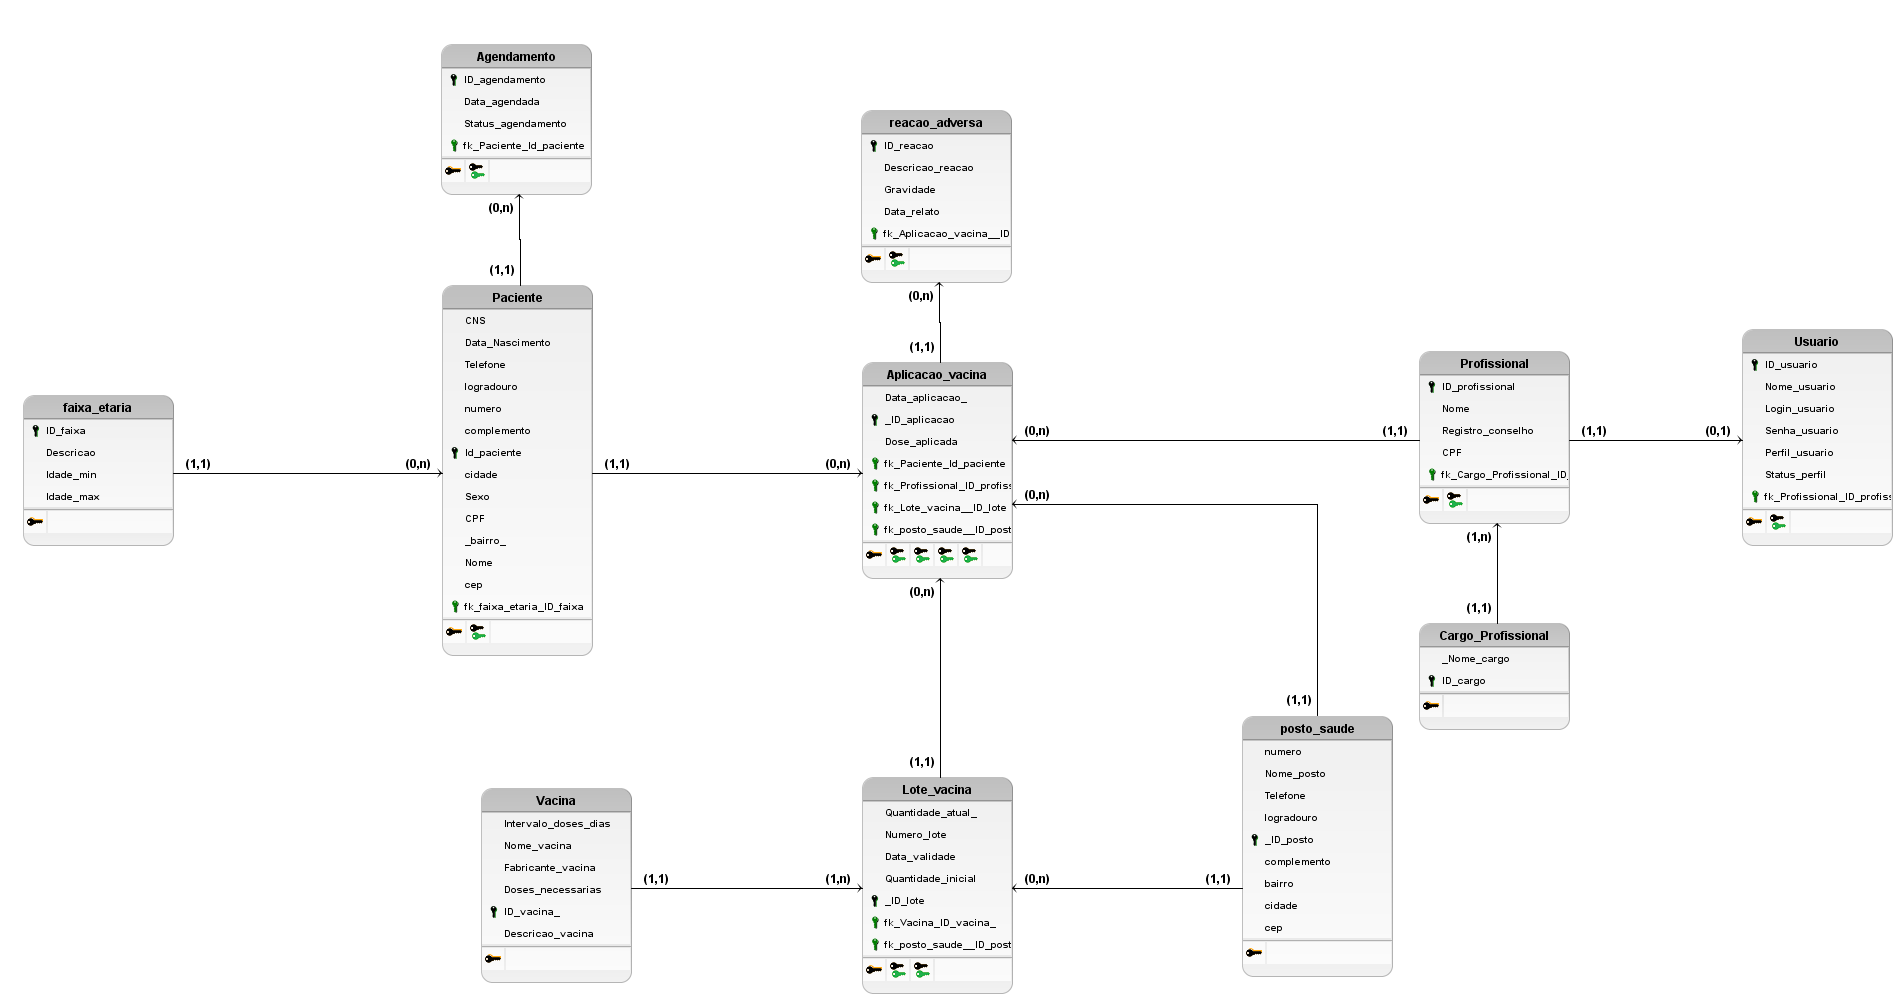 Agendamento
ID_agendamento
Data_agendada
Status_agendamento
fk_Paciente_Id_paciente
(0,n)
(1,1)
Paciente
CNS
Data_Nascimento
Telefone
logradouro
numero
complemento
Id_paciente
cidade
Sexo
CPF
_bairro_
Nome
cep
fk_faixa_etaria_ID_faixa
faixa_etaria
ID_faixa
Descricao
Idade_min
Idade_max
(1,1)
(0,n)
(1,1)
(0,n)
reacao_adversa
ID_reacao
Descricao_reacao
Gravidade
Data_relato
fk_Aplicacao_vacina__ID
(0,n)
(1,1)
Aplicacao_vacina
Data_aplicacao_
_ID_aplicacao
Dose_aplicada
fk_Paciente_Id_paciente
fk_Profissional_ID_profis
fk_Lote_vacina__ID_lote
fk_posto_saude__ID_post
(0,n)
(1,1)
(0,n)
Profissional
ID_profissional
Nome
Registro_conselho
CPF
fk_Cargo_Profissional_ID_
(1,1)
(0,1)
Usuario
ID_usuario
Nome_usuario
Login_usuario
Senha_usuario
Perfil_usuario
Status_perfil
fk_Profissional_ID_profis
(1,n)
(1,1)
Cargo_Profissional
_Nome_cargo
ID_cargo
(0,n)
(1,1)
(1,1)
posto_saude
numero
Nome_posto
Telefone
logradouro
_ID_posto
complemento
bairro
cidade
cep
Vacina
Intervalo_doses_dias
Nome_vacina
Fabricante_vacina
Doses_necessarias
ID_vacina_
Descricao_vacina
(1,1)
(1,n)
Lote_vacina
Quantidade_atual_
Numero_lote
Data_validade
Quantidade_inicial
_ID_lote
fk_Vacina_ID_vacina_
fk_posto_saude__ID_post
(0,n)
(1,1)